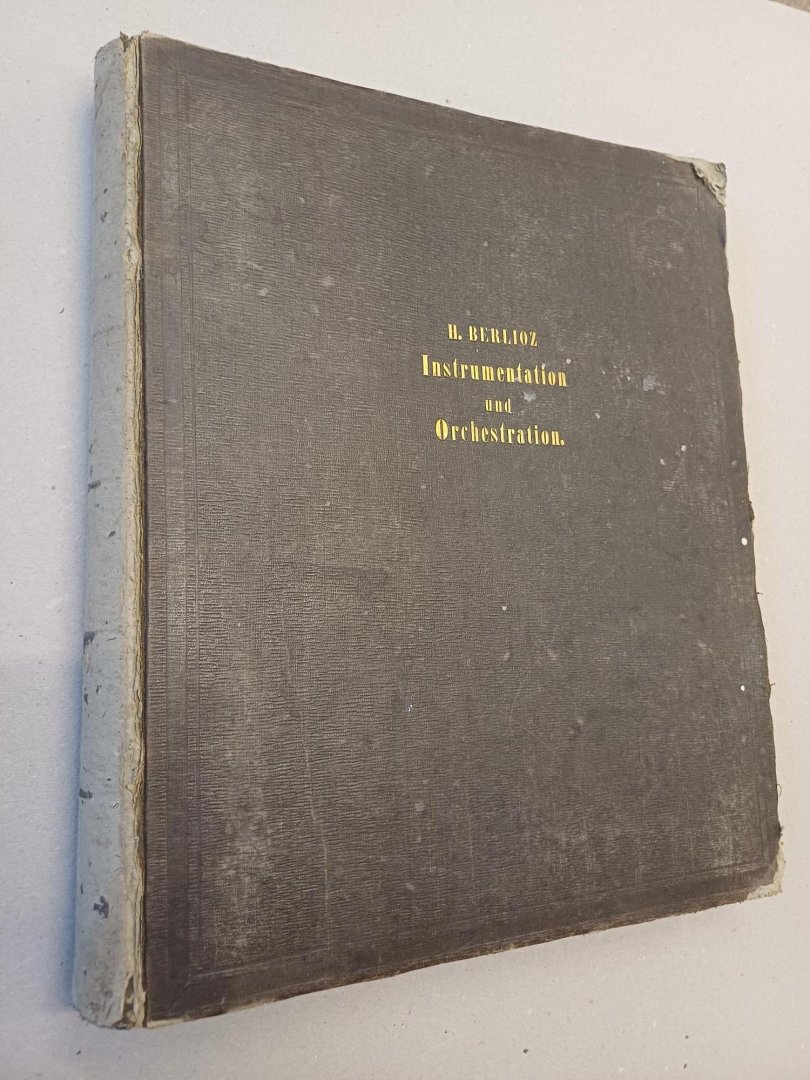 H. BERLIOZ
Instrumentation
und
Orchestration.